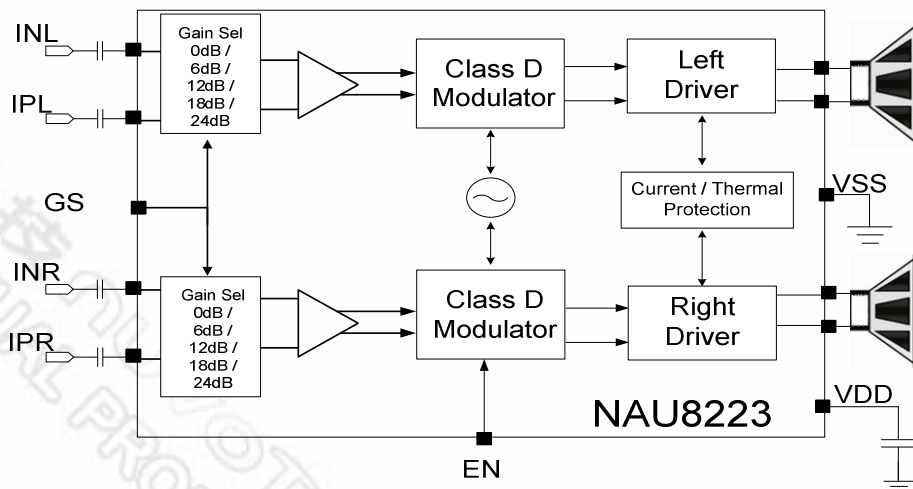 INL
IPL
GS
INR
IPR
Gain Sel
0dB /
6dB /
12dB /
18dB /
24dB
Class D
Modulator
Left
Driver
Current / Thermal
Protection
VSS
Gain Sel
0dB /
6dB /
12dB /
18dB /
24dB
Class D
Modulator
Right
Driver
NAU8223
VDD
EN